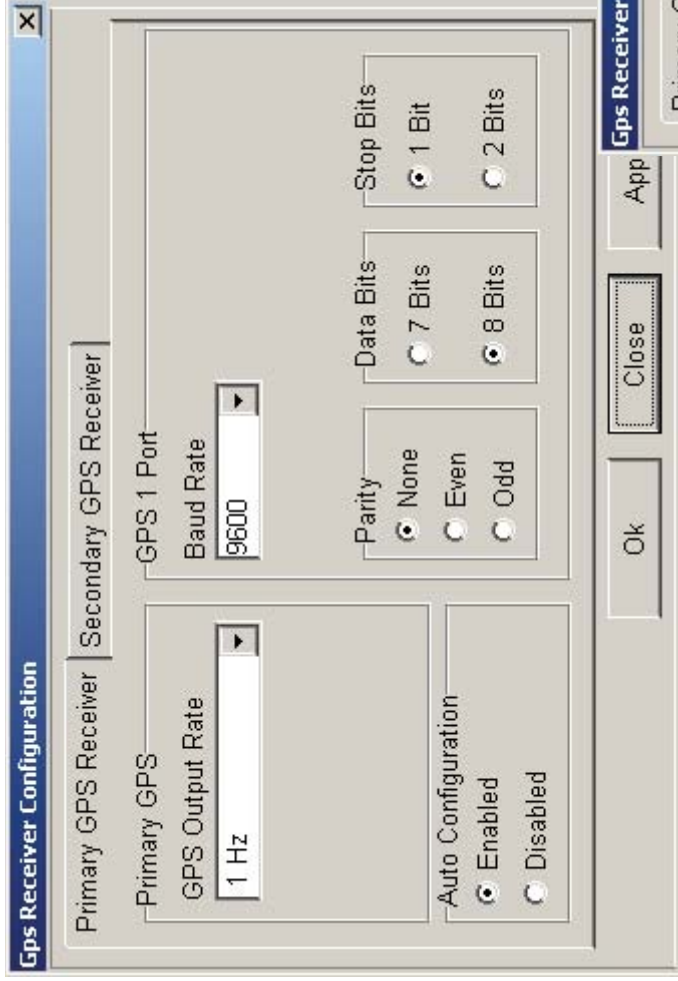 Gps Receiver Configuration
Primary GPS Receiver
Secondary GPS Receiver
Primary GPS
GPS Output Rate
1 Hz
Auto Configuration
Enabled
Disabled
GPS 1 Port
Baud Rate
9600
Parity
None
Even
Odd
Data Bits
7 Bits
8 Bits
Stop Bits
1 Bit
2 Bits
Ok
Close
App
Gps Receiver